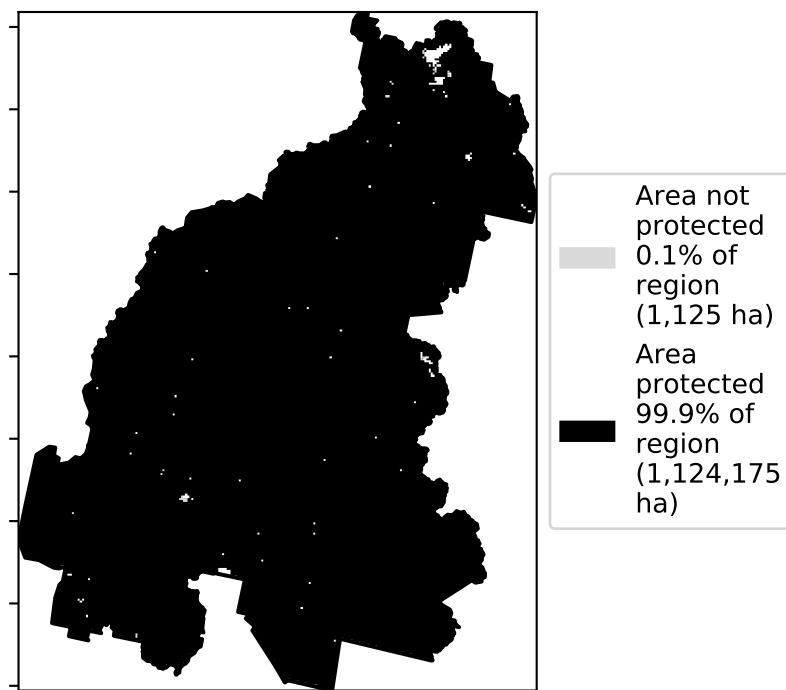 Area not
protected
0.1% of
region
(1,125 ha)
Area
protected
99.9% of
region
(1,124,175
ha)